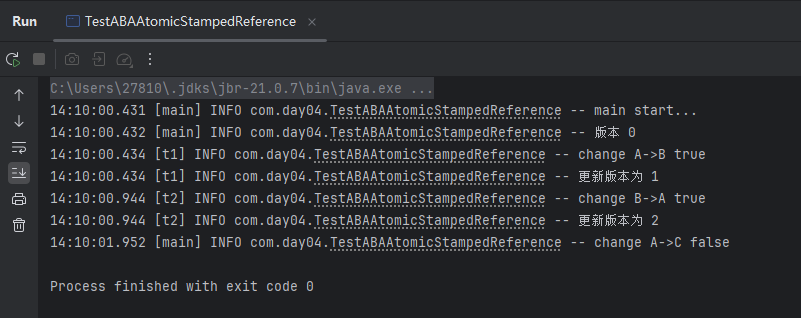 Run TestABAAtomicStampedReference
C:\Users\27810\.jdks\jbr-21.0.7\bin\java.exe ...
14:10:00.431 [main] INFO com.day04.TestABAAtomicStampedReference -- main start...
14:10:00.432 [main] INFO com.day04.TestABAAtomicStampedReference -- 版本 0
14:10:00.434 [t1] INFO com.day04.TestABAAtomicStampedReference -- change A->B true
14:10:00.434 [t1] INFO com.day04.TestABAAtomicStampedReference -- 更新版本为 1
14:10:00.944 [t2] INFO com.day04.TestABAAtomicStampedReference -- change B->A true
14:10:00.944 [t2] INFO com.day04.TestABAAtomicStampedReference -- 更新版本为 2
14:10:01.952 [main] INFO com.day04.TestABAAtomicStampedReference -- change A->C false
Process finished with exit code 0